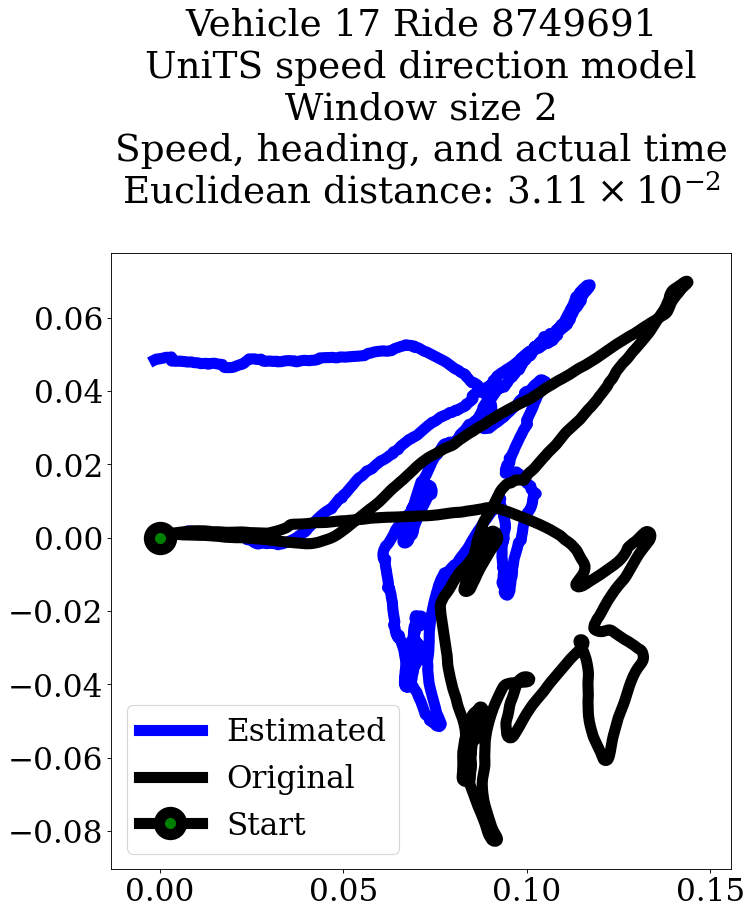 Vehicle 17 Ride 8749691
UniTS speed direction model
Window size 2
Speed, heading, and actual time
Euclidean distance: 3.11 × 10⁻²
0.06
0.04
0.02
0.00
−0.02
−0.04
−0.06
−0.08
Estimated
Original
Start
0.00 0.05 0.10 0.15